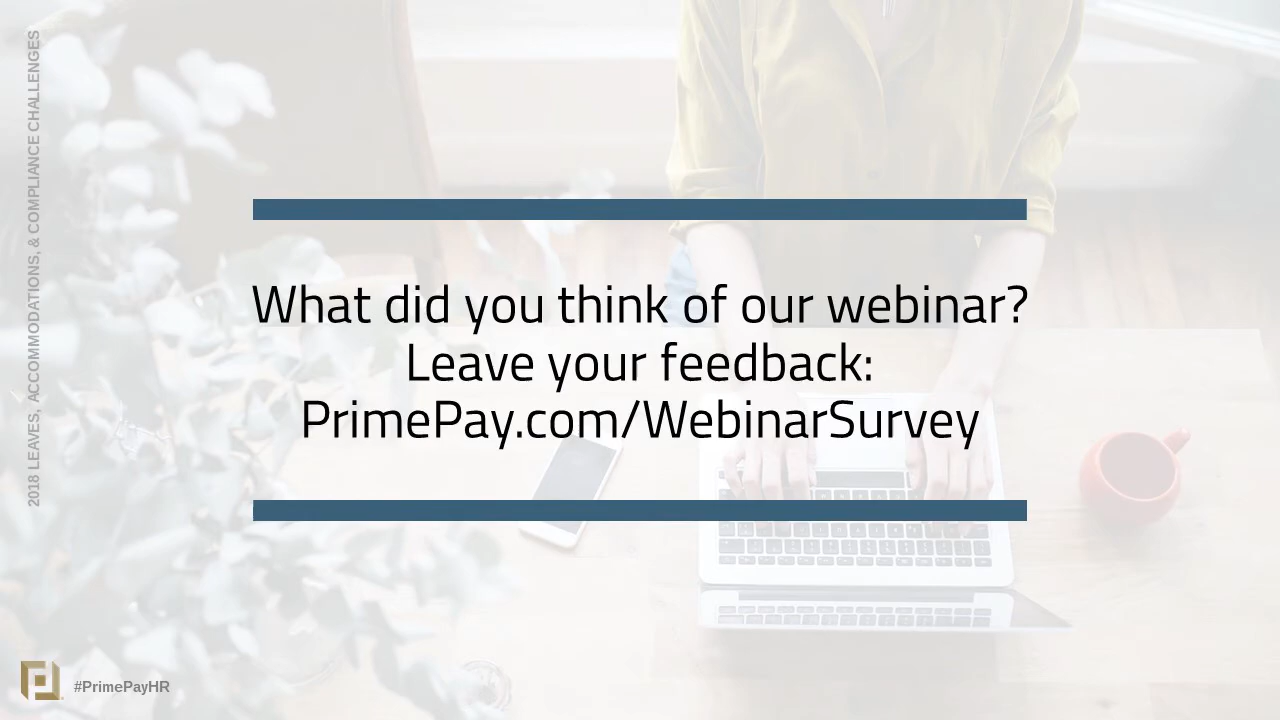 2018 LEAVES, ACCOMMODATIONS, & COMPLIANCE CHALLENGES
What did you think of our webinar?
Leave your feedback:
PrimePay.com/WebinarSurvey
#PrimePayHR